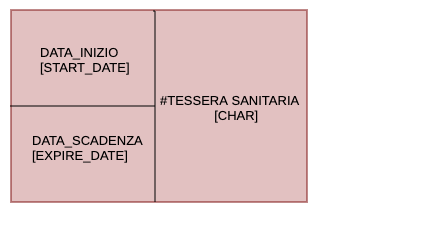 DATA_INIZIO
[START_DATE]
DATA_SCADENZA
[EXPIRE_DATE]
#TESSERA SANITARIA
[CHAR]